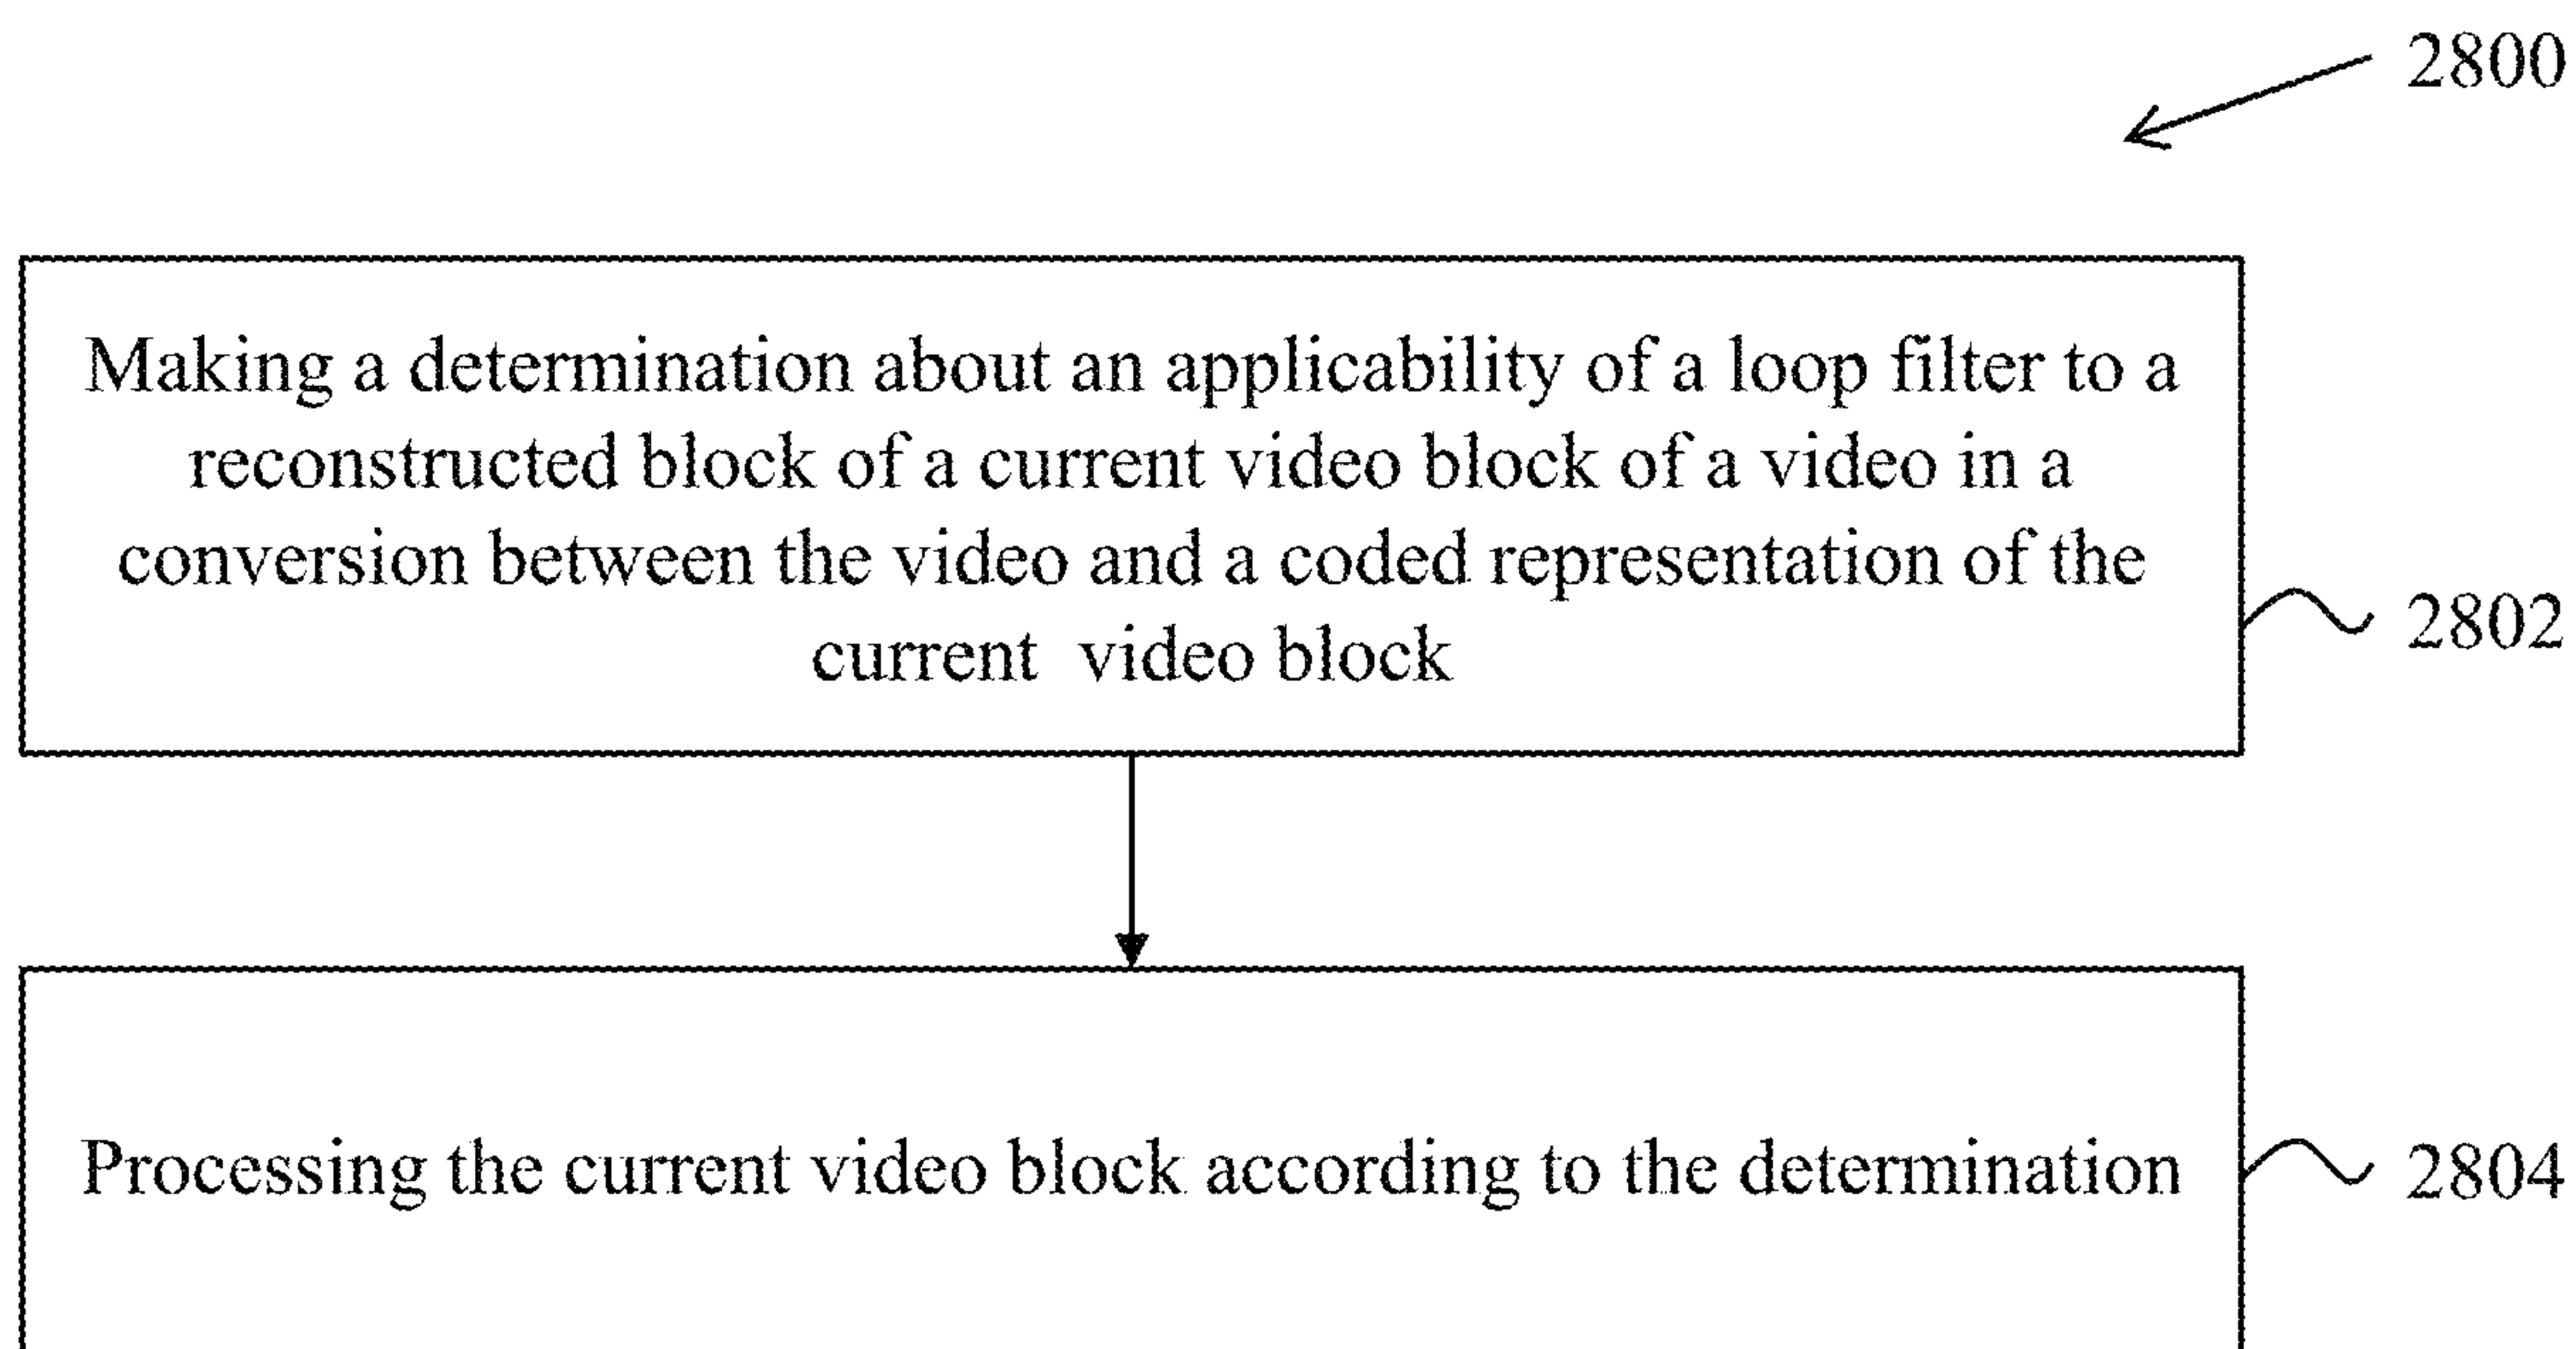 2800
Making a determination about an applicability of a loop filter to a
reconstructed block of a current video block of a video in a
conversion between the video and a coded representation of the
current video block
2802
Processing the current video block according to the determination
2804